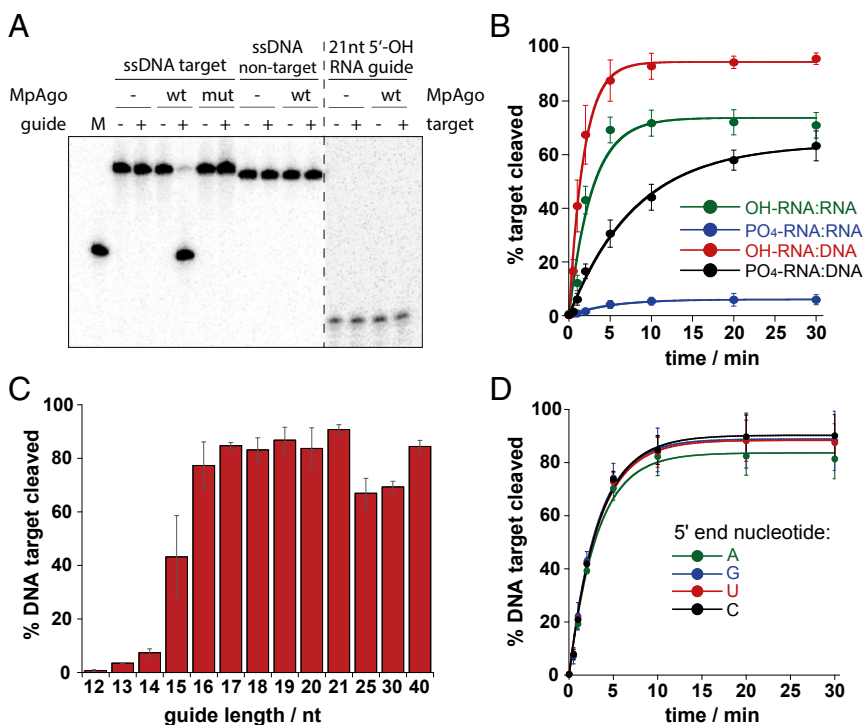 A
ssDNA target
ssDNA non-target
21nt 5'-OH RNA guide
MpAgo - wt mut - wt - wt MpAgo
guide M - + - + - + - + - + - + - + target
B
% target cleaved
100
80
60
40
20
0
OH-RNA:RNA
PO₄-RNA:RNA
OH-RNA:DNA
PO₄-RNA:DNA
0 5 10 15 20 25 30
time / min
C
% DNA target cleaved
100
80
60
40
20
0
12 13 14 15 16 17 18 19 20 21 25 30 40
guide length / nt
D
% DNA target cleaved
100
80
60
40
20
0
5' end nucleotide:
A
G
U
C
0 5 10 15 20 25 30
time / min